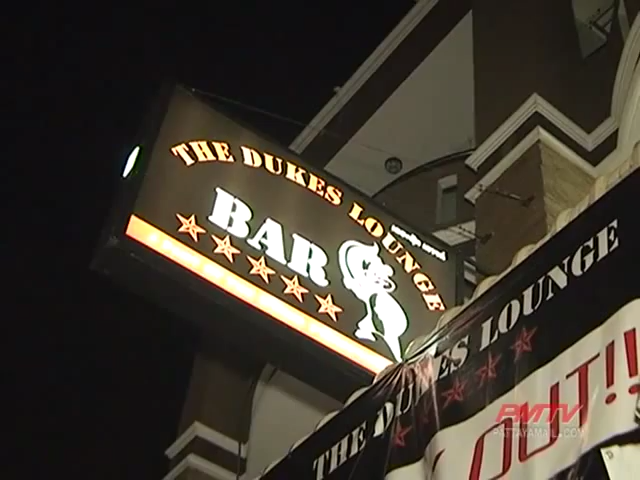 THE DUKES LOUNGE
BAR
THE DUKES LOUNGE
OUT!!
PMTV
PATTAYAMAIL.COM